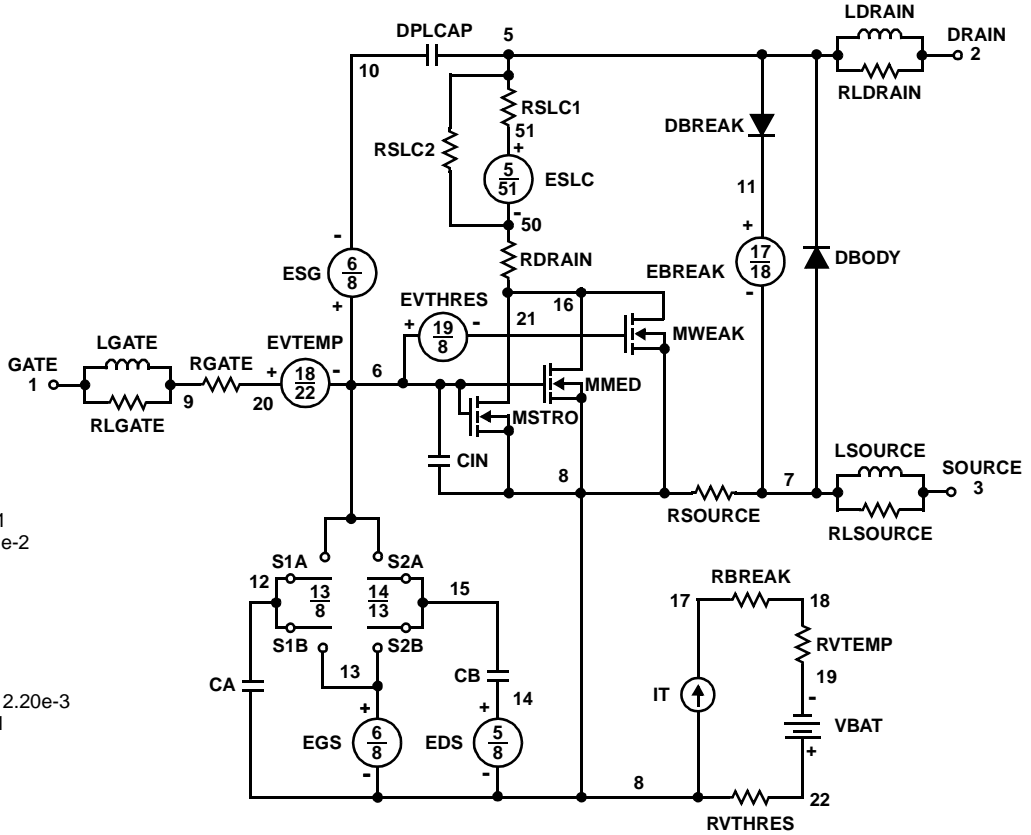 LDRAIN
DPLCAP
5
DRAIN
2
10
RLDRAIN
RSLC1
51
+
DBREAK
RSLC2
5
51
ESLC
-
50
11
-
+
ESG
6
8
+
RDRAIN
EBREAK
17
18
-
DBODY
EVTHRES
16
21
+
19
8
-
MWEAK
LGATE
EVTEMP
GATE
1
RGATE
+
18
22
-
6
MMED
9
20
RLGATE
MSTRO
CIN
8
7
LSOURCE
SOURCE
3
RSOURCE
RLSOURCE
e-2
S1A
S2A
12
13
8
14
13
15
RBREAK
17
18
S1B
S2B
RVTEMP
13
CB
19
CA
14
IT
-
2.20e-3
+
+
VBAT
EGS
6
8
EDS
5
8
+
-
-
8
22
RVTHRES